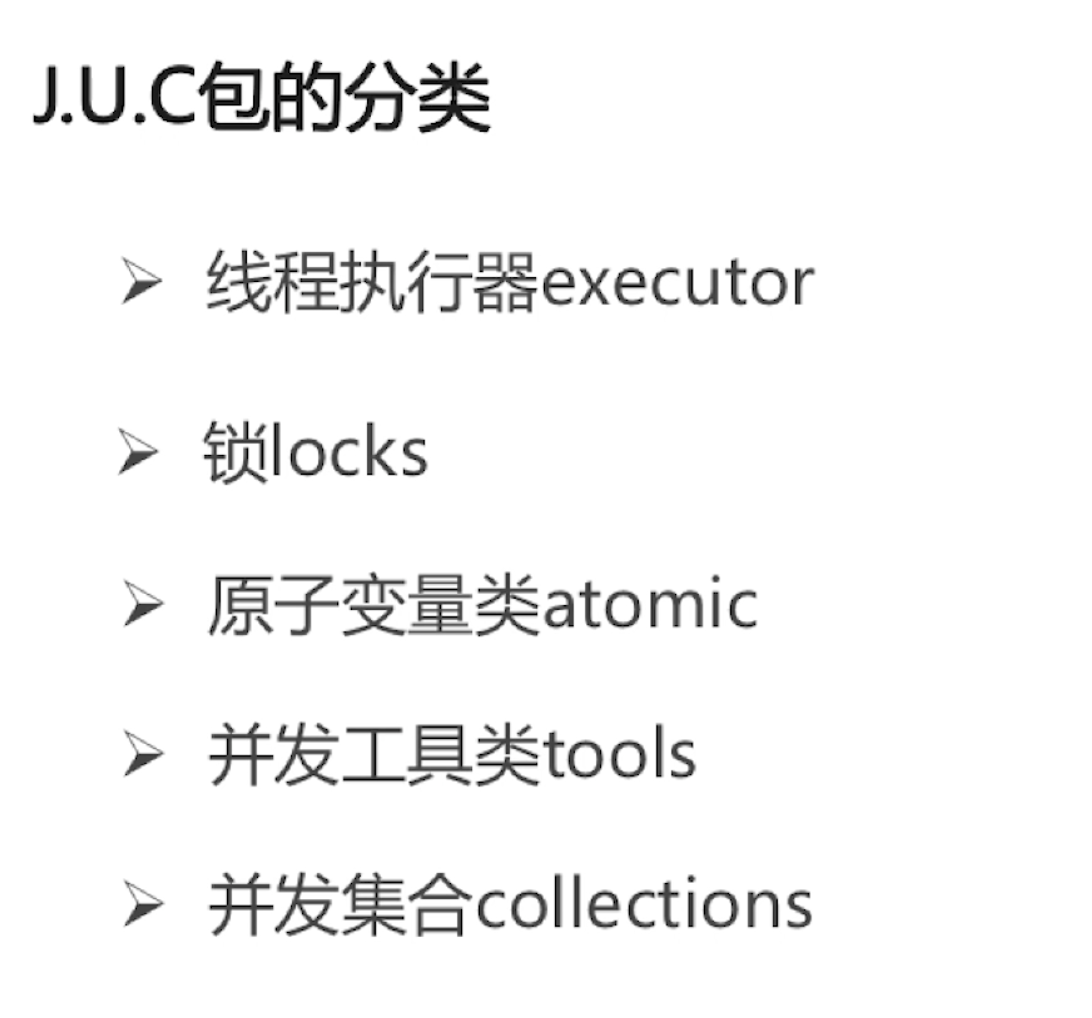 J.U.C包的分类
➢ 线程执行器executor
➢ 锁locks
➢ 原子变量类atomic
➢ 并发工具类tools
➢ 并发集合collections